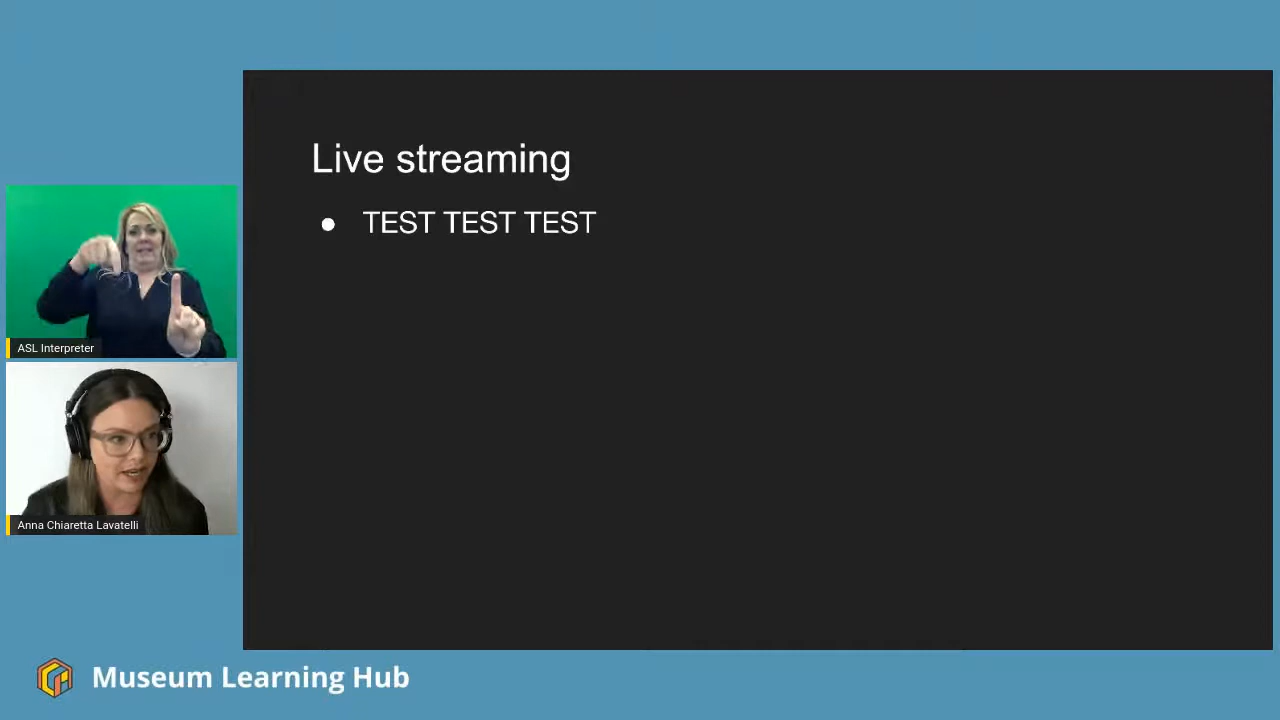 Live streaming
● TEST TEST TEST
ASL Interpreter
Anna Chiaretta Lavatelli
Museum Learning Hub